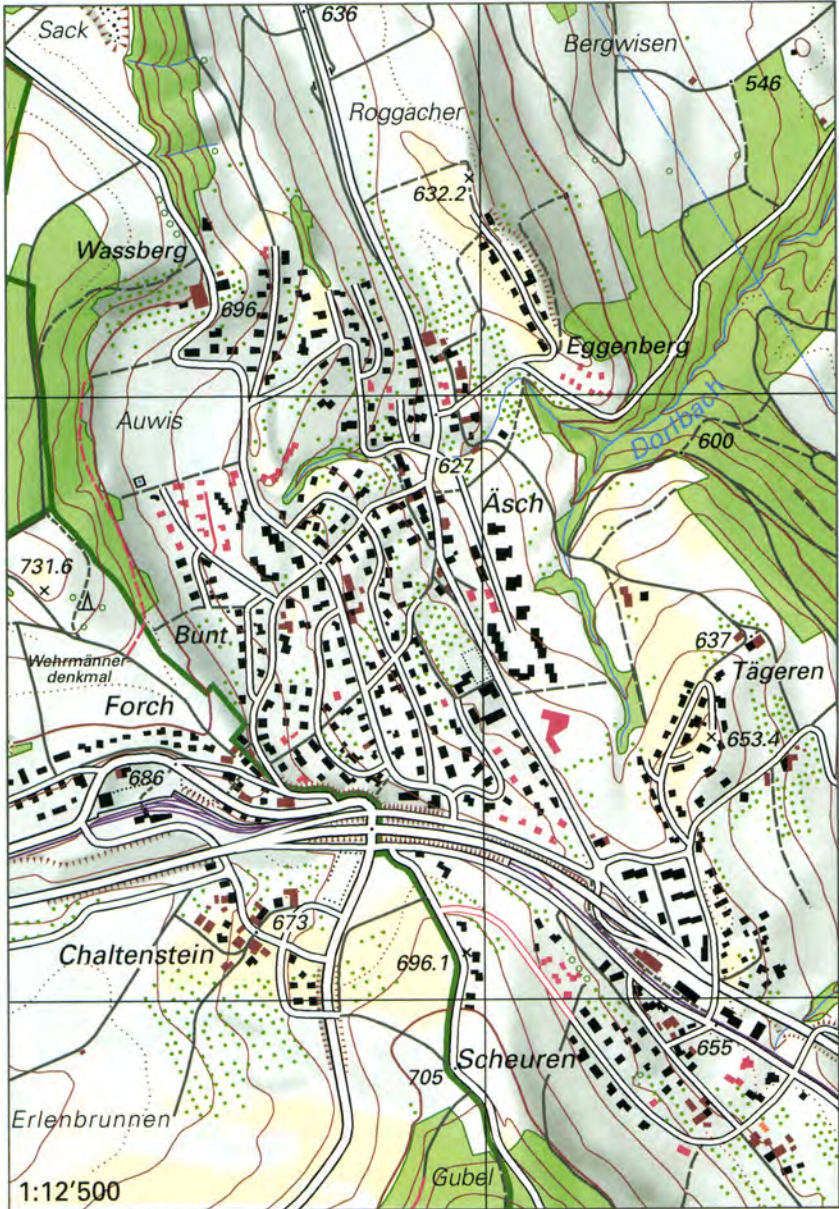 636
Sack
Bergwisen
546
Roggacher
632.2
Wassberg
696
Eggenberg
Auwis
Dorfbach
600
627
Äsch
731.6
Bunt
637
Wehrmänner-
denkmal
Tägeren
Forch
653.4
686
673
Chaltenstein
696.1
655
Scheuren
705
Erlenbrunnen
Gubel
1:12'500